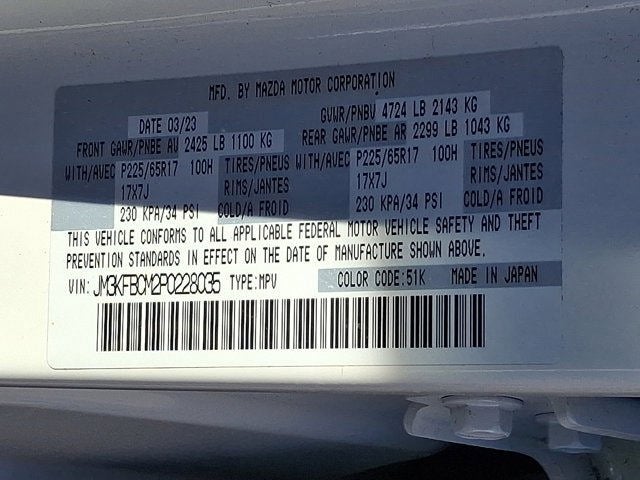 MFD. BY MAZDA MOTOR CORPORATION
DATE 03/23 GVWR/PNBV 4724 LB 2143 KG
FRONT GAWR/PNBE AV 2425 LB 1100 KG REAR GAWR/PNBE AR 2299 LB 1043 KG
WITH/AVEC P225/65R17 100H TIRES/PNEUS WITH/AVEC P225/65R17 100H TIRES/PNEUS
17X7J RIMS/JANTES 17X7J RIMS/JANTES
230 KPA/34 PSI COLD/A FROID 230 KPA/34 PSI COLD/A FROID
THIS VEHICLE CONFORMS TO ALL APPLICABLE FEDERAL MOTOR VEHICLE SAFETY AND THEFT
PREVENTION STANDARDS IN EFFECT ON THE DATE OF MANUFACTURE SHOWN ABOVE.
VIN: JM3KFBCM2P0228035 TYPE:MPV COLOR CODE:51K MADE IN JAPAN